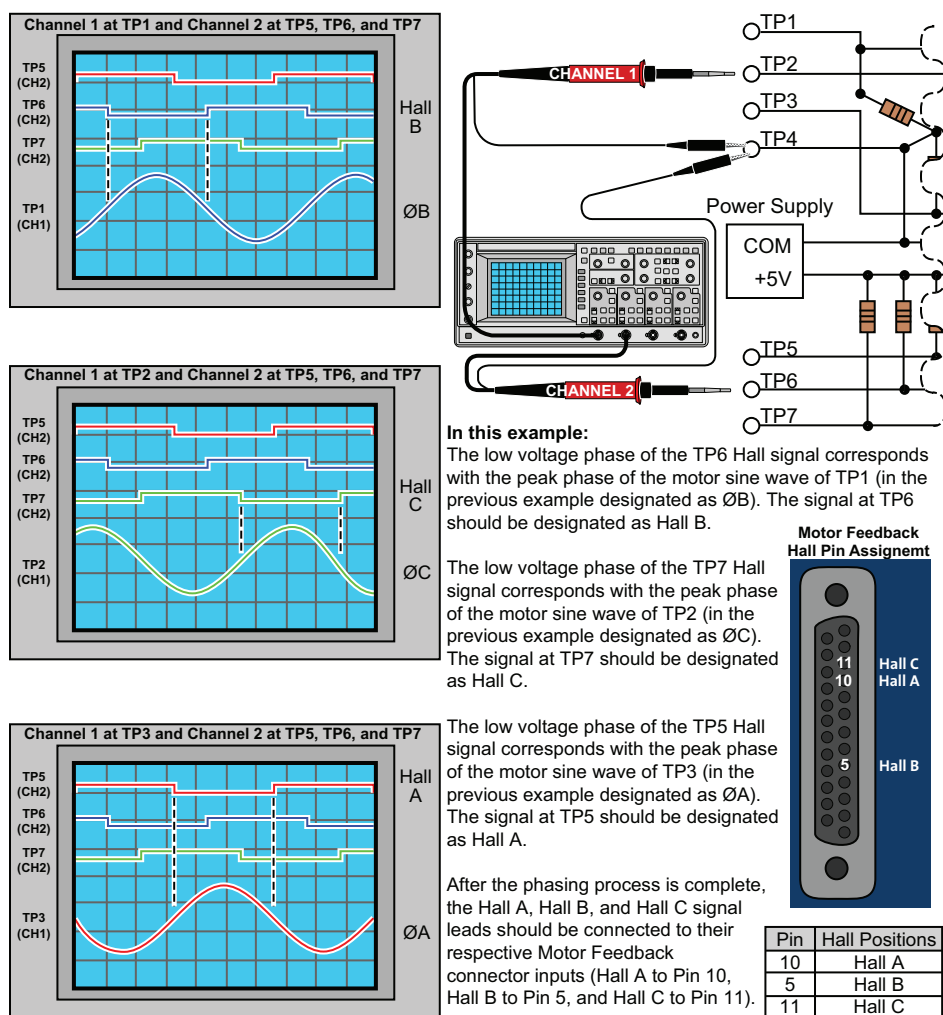 Channel 1 at TP1 and Channel 2 at TP5, TP6, and TP7
TP5
(CH2)
TP6
(CH2)
TP7
(CH2)
TP1
(CH1)
Hall
B
ØB
TP1
TP2
TP3
TP4
CHANNEL 1
Power Supply
COM
+5V
TP5
TP6
TP7
CHANNEL 2
Channel 1 at TP2 and Channel 2 at TP5, TP6, and TP7
TP5
(CH2)
TP6
(CH2)
TP7
(CH2)
TP2
(CH1)
Hall
C
ØC
In this example:
The low voltage phase of the TP6 Hall signal corresponds
with the peak phase of the motor sine wave of TP1 (in the
previous example designated as ØB). The signal at TP6
should be designated as Hall B.
The low voltage phase of the TP7 Hall
signal corresponds with the peak phase
of the motor sine wave of TP2 (in the
previous example designated as ØC).
The signal at TP7 should be designated
as Hall C.
Motor Feedback
Hall Pin Assignemt
11 Hall C
10 Hall A
5 Hall B
Channel 1 at TP3 and Channel 2 at TP5, TP6, and TP7
TP5
(CH2)
TP6
(CH2)
TP7
(CH2)
TP3
(CH1)
Hall
A
ØA
The low voltage phase of the TP5 Hall
signal corresponds with the peak phase
of the motor sine wave of TP3 (in the
previous example designated as ØA).
The signal at TP5 should be designated
as Hall A.
After the phasing process is complete,
the Hall A, Hall B, and Hall C signal
leads should be connected to their
respective Motor Feedback
connector inputs (Hall A to Pin 10,
Hall B to Pin 5, and Hall C to Pin 11).
Pin Hall Positions
10 Hall A
5 Hall B
11 Hall C